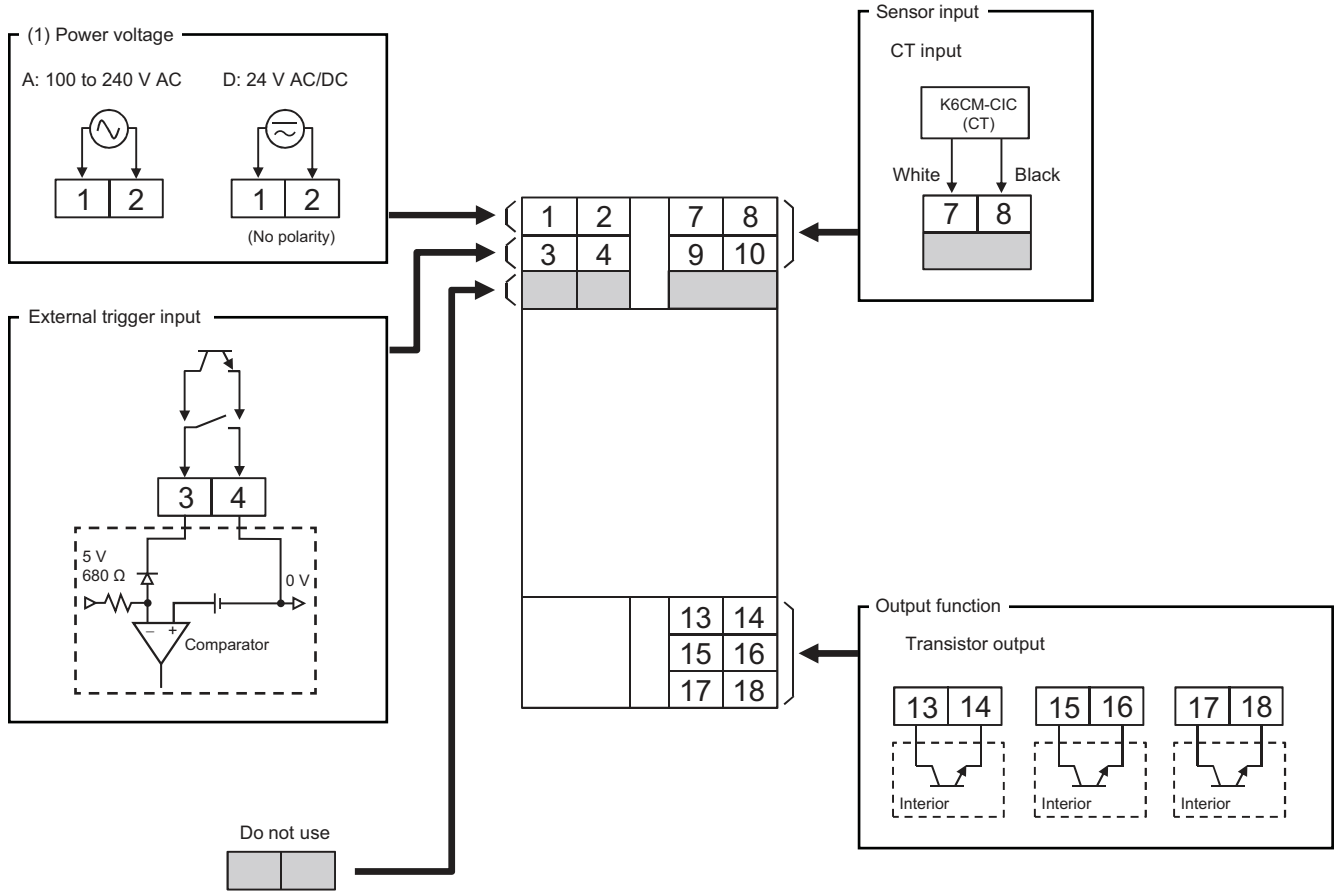 (1) Power voltage
A: 100 to 240 V AC
D: 24 V AC/DC
1 2
1 2
(No polarity)
External trigger input
3 4
5 V
680 Ω
0 V
– +
Comparator
Do not use
1 2 7 8
3 4 9 10
13 14
15 16
17 18
Sensor input
CT input
K6CM-CIC
(CT)
White
Black
7 8
Output function
Transistor output
13 14
15 16
17 18
Interior
Interior
Interior